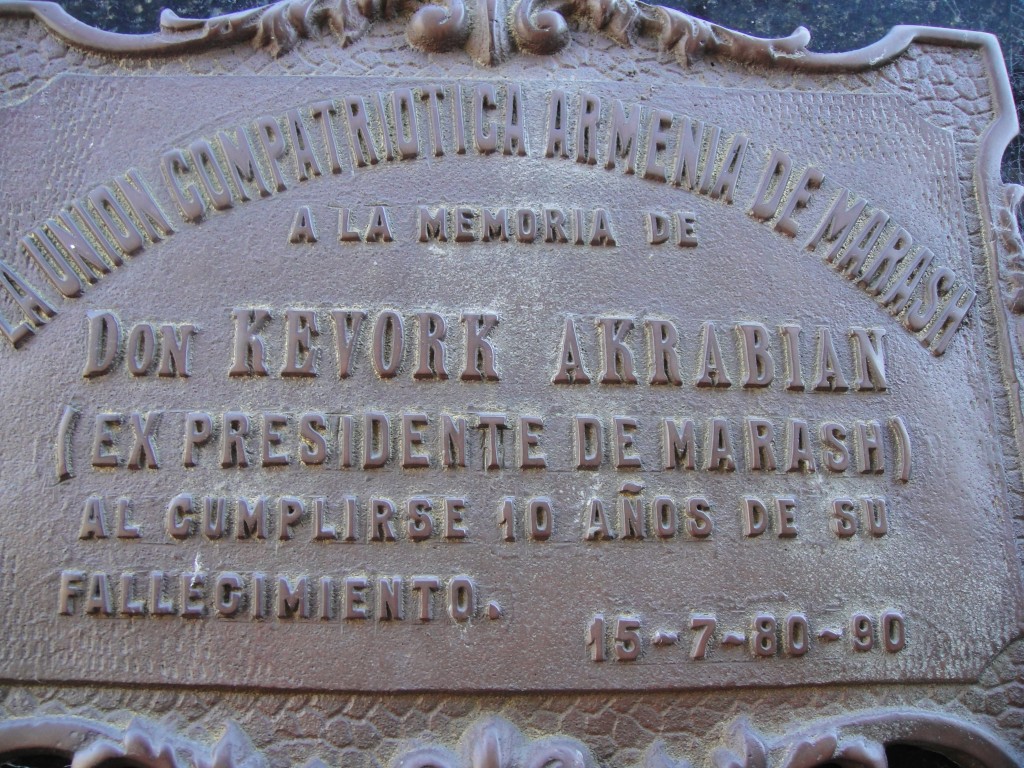 LA UNION COMPATRIOTICA ARMENIA DE MARASH
A LA MEMORIA DE
DON KEVORK AKRABIAN
(EX PRESIDENTE DE MARASH)
AL CUMPLIRSE 10 AÑOS DE SU
FALLECIMIENTO.
15-7-80-90